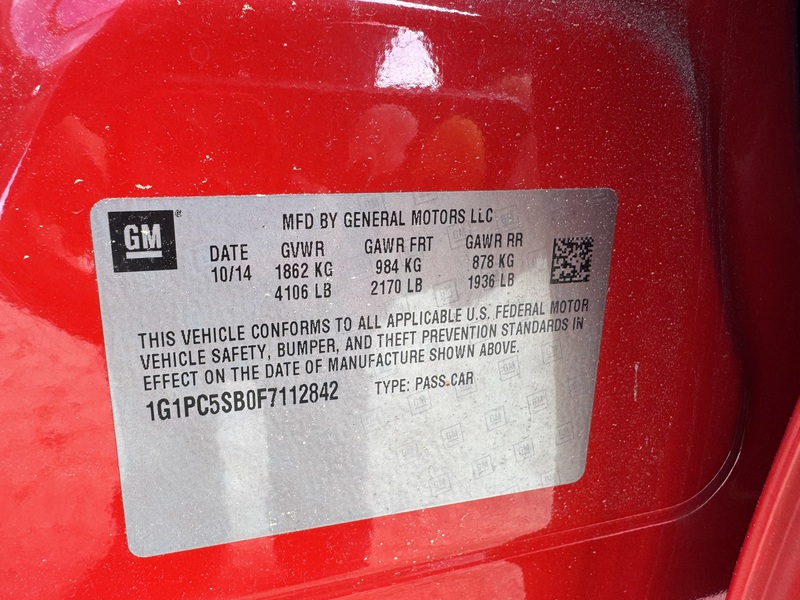 GM®
MFD BY GENERAL MOTORS LLC
DATE GVWR GAWR FRT GAWR RR
10/14 1862 KG 984 KG 878 KG
4106 LB 2170 LB 1936 LB
THIS VEHICLE CONFORMS TO ALL APPLICABLE U.S. FEDERAL MOTOR
VEHICLE SAFETY, BUMPER, AND THEFT PREVENTION STANDARDS IN
EFFECT ON THE DATE OF MANUFACTURE SHOWN ABOVE.
1G1PC5SB0F7112842 TYPE: PASS.CAR